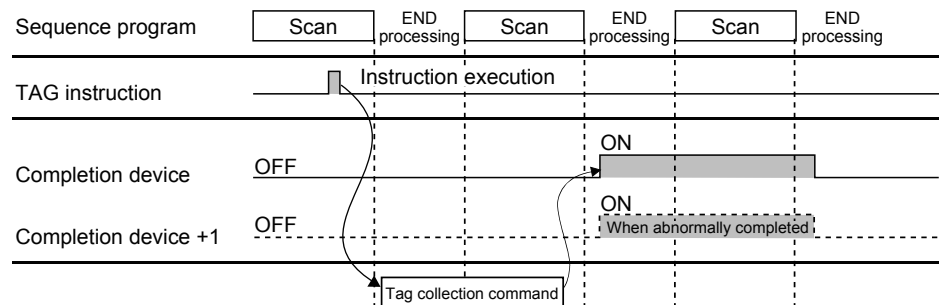 Sequence program
Scan
END
processing
Scan
END
processing
Scan
END
processing
TAG instruction
Instruction execution
Completion device
OFF
ON
Completion device +1
OFF
ON
When abnormally completed
Tag collection command